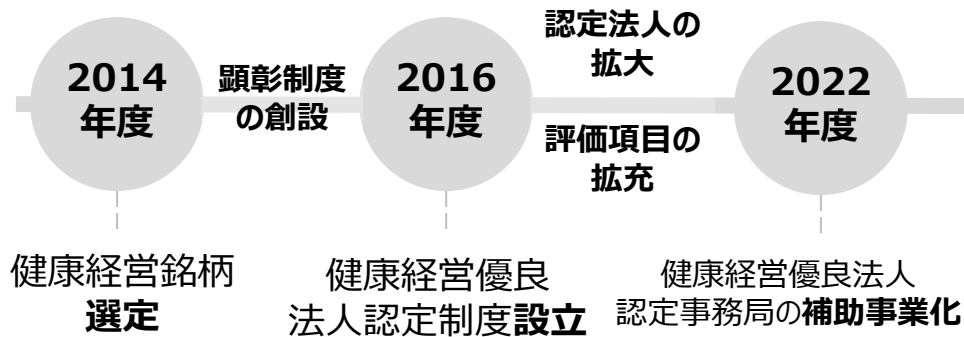 2014
年度
顕彰制度
の創設
2016
年度
認定法人の
拡大
評価項目の
拡充
2022
年度
健康経営銘柄
選定
健康経営優良
法人認定制度設立
健康経営優良法人
認定事務局の補助事業化